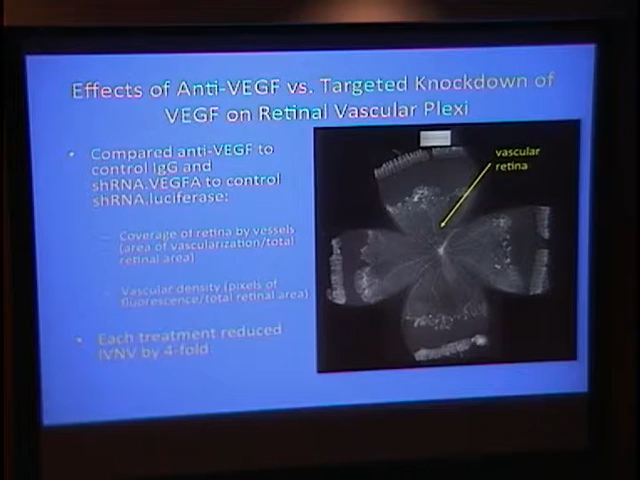 Effects of Anti-VEGF vs. Targeted Knockdown of
VEGF on Retinal Vascular Plexi
• Compared anti-VEGF to
control IgG and
shRNA.VEGFA to control
shRNA.luciferase:
– Coverage of retina by vessels
(area of vascularization/total
retinal area)
– Vascular density (pixels of
fluorescence/total retinal area)
• Each treatment reduced
IVNV by 4-fold
vascular
retina